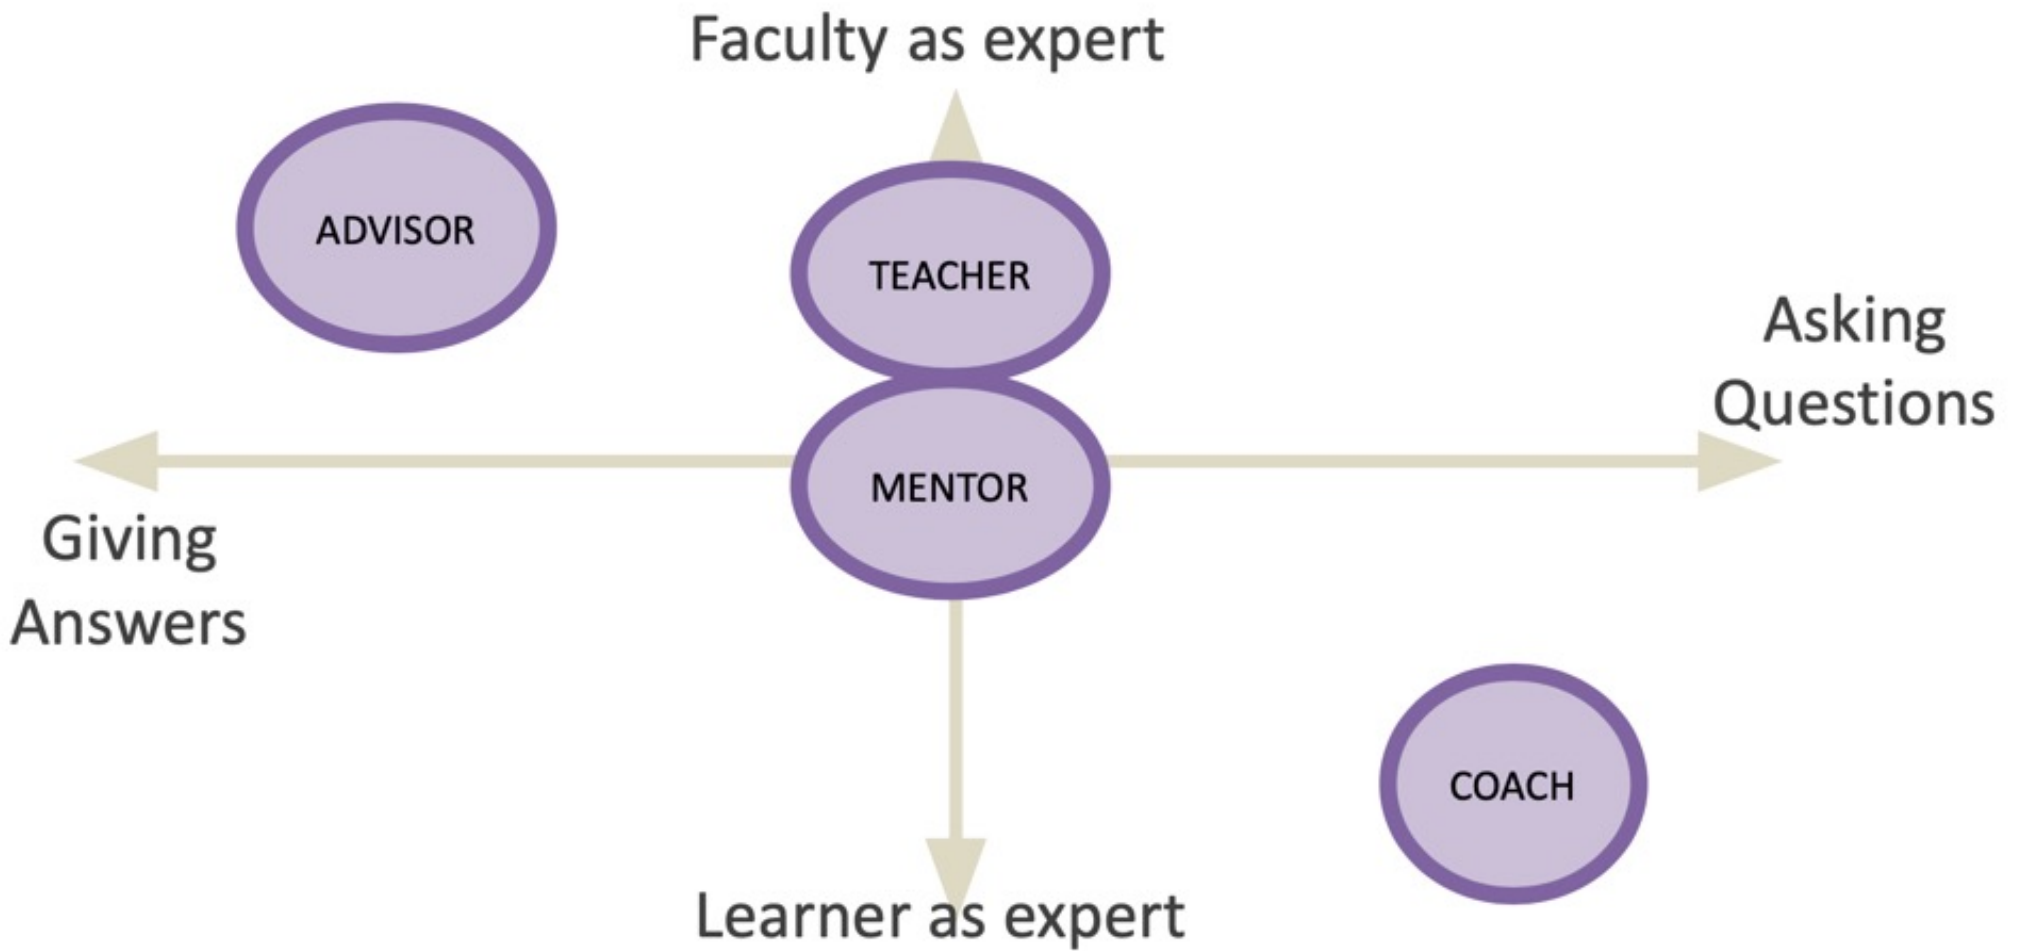 Faculty as expert
ADVISOR
TEACHER
Asking
Questions
MENTOR
Giving
Answers
COACH
Learner as expert